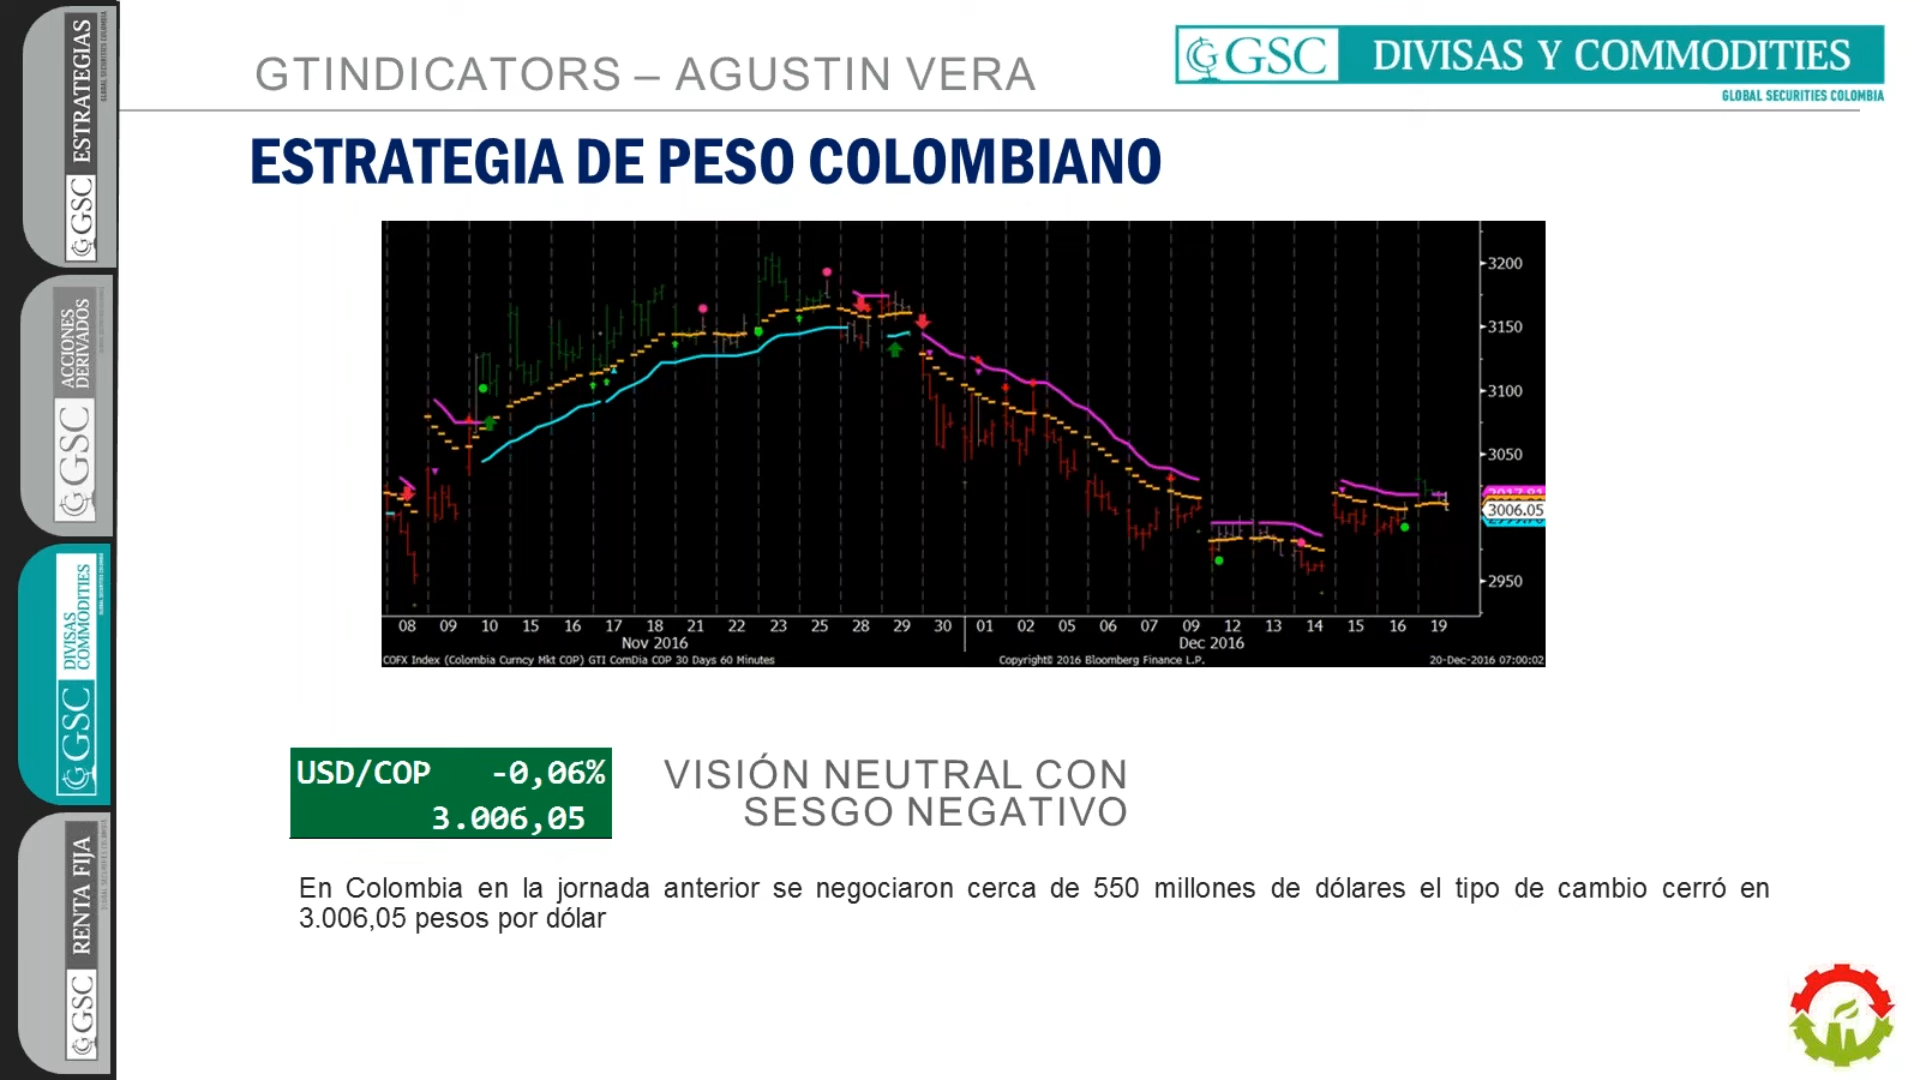 ESTRATEGIAS
GSC
ACCIONES
DERIVADOS
GSC
DIVISAS
COMMODITIES
GSC
RENTA FIJA
GSC
GTINDICATORS – AGUSTIN VERA
GSC DIVISAS Y COMMODITIES
GLOBAL SECURITIES COLOMBIA
ESTRATEGIA DE PESO COLOMBIANO
3200
3150
3100
3050
3006.05
2950
08 09 10 15 16 17 18 21 22 23 25 28 29 30 01 02 05 06 07 09 12 13 14 15 16 19
Nov 2016 Dec 2016
COFX Index (Colombia Curncy Mkt COP) GTI ComDia COP 30 Days 60 Minutes Copyright© 2016 Bloomberg Finance L.P. 20-Dec-2016 07:00:02
USD/COP -0,06%
3.006,05
VISIÓN NEUTRAL CON
SESGO NEGATIVO
En Colombia en la jornada anterior se negociaron cerca de 550 millones de dólares el tipo de cambio cerró en
3.006,05 pesos por dólar